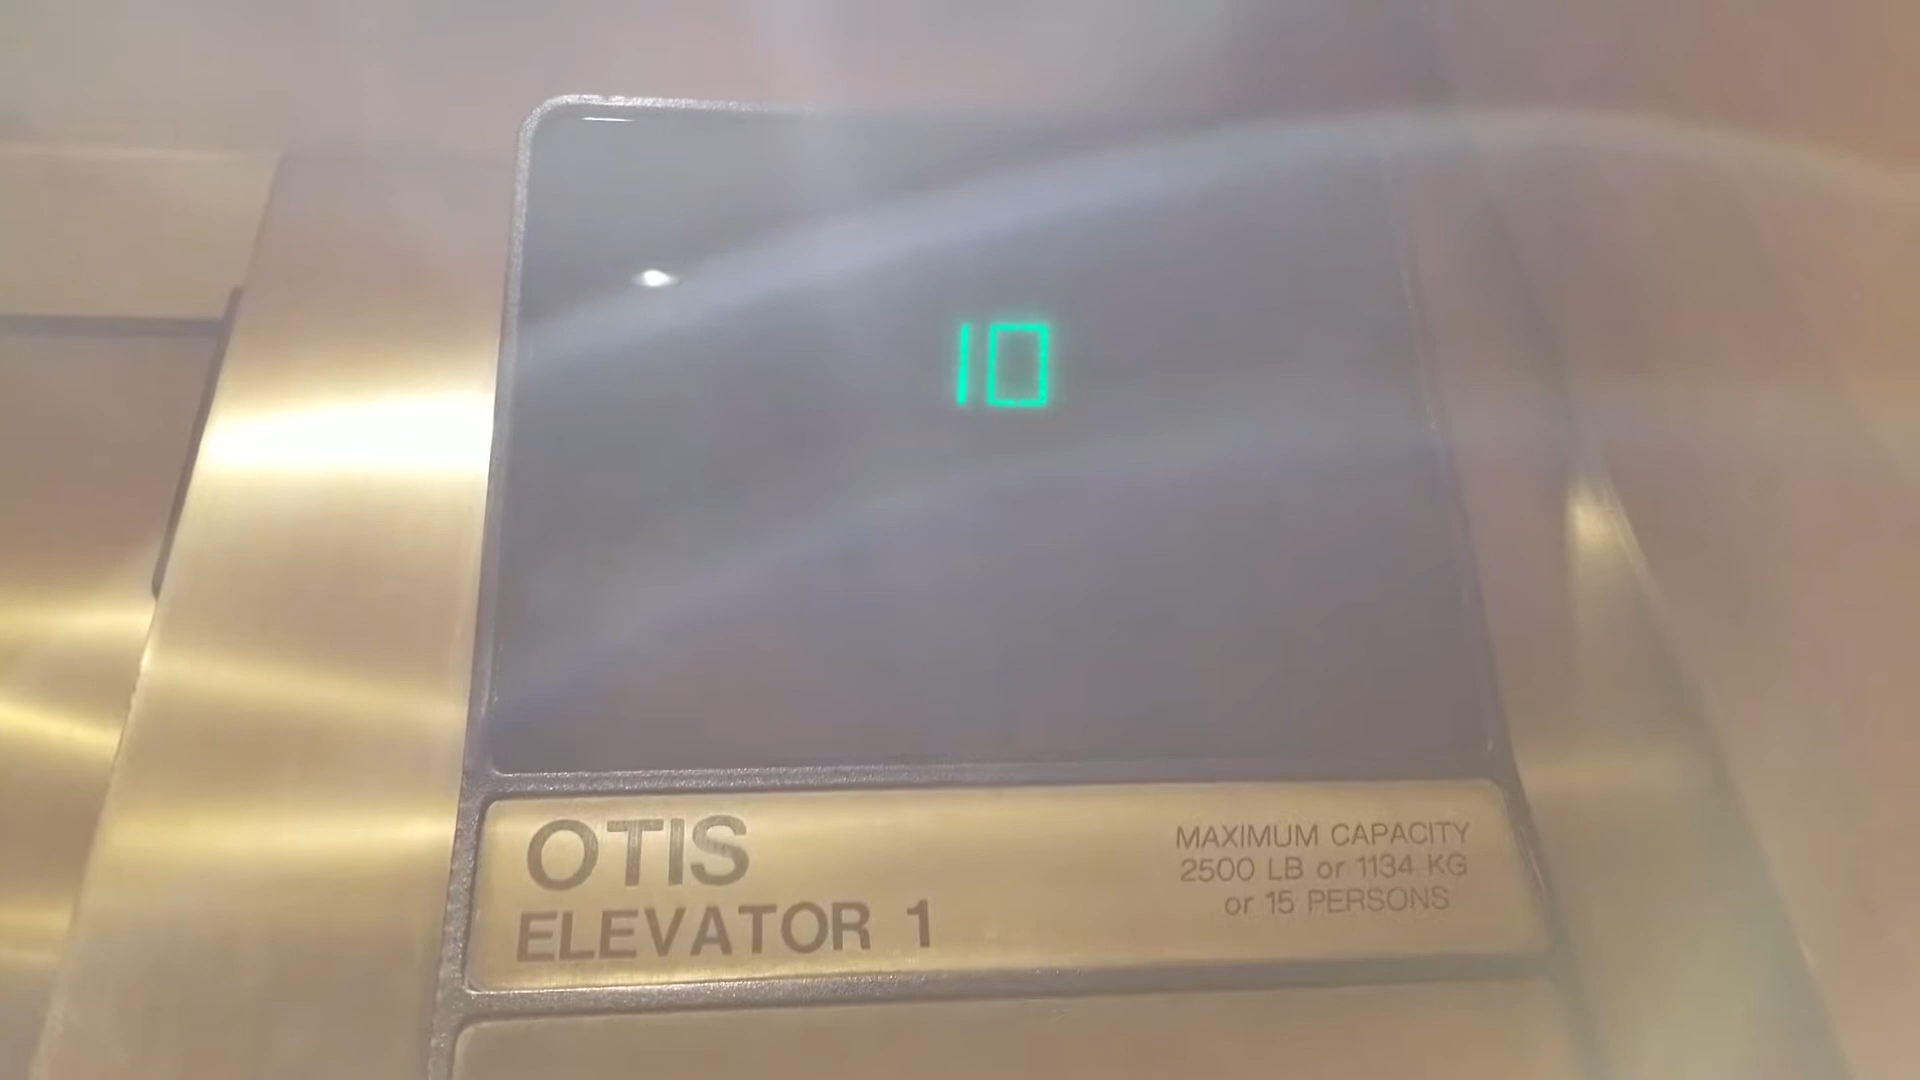 10
OTIS
ELEVATOR 1
MAXIMUM CAPACITY
2500 LB or 1134 KG
or 15 PERSONS